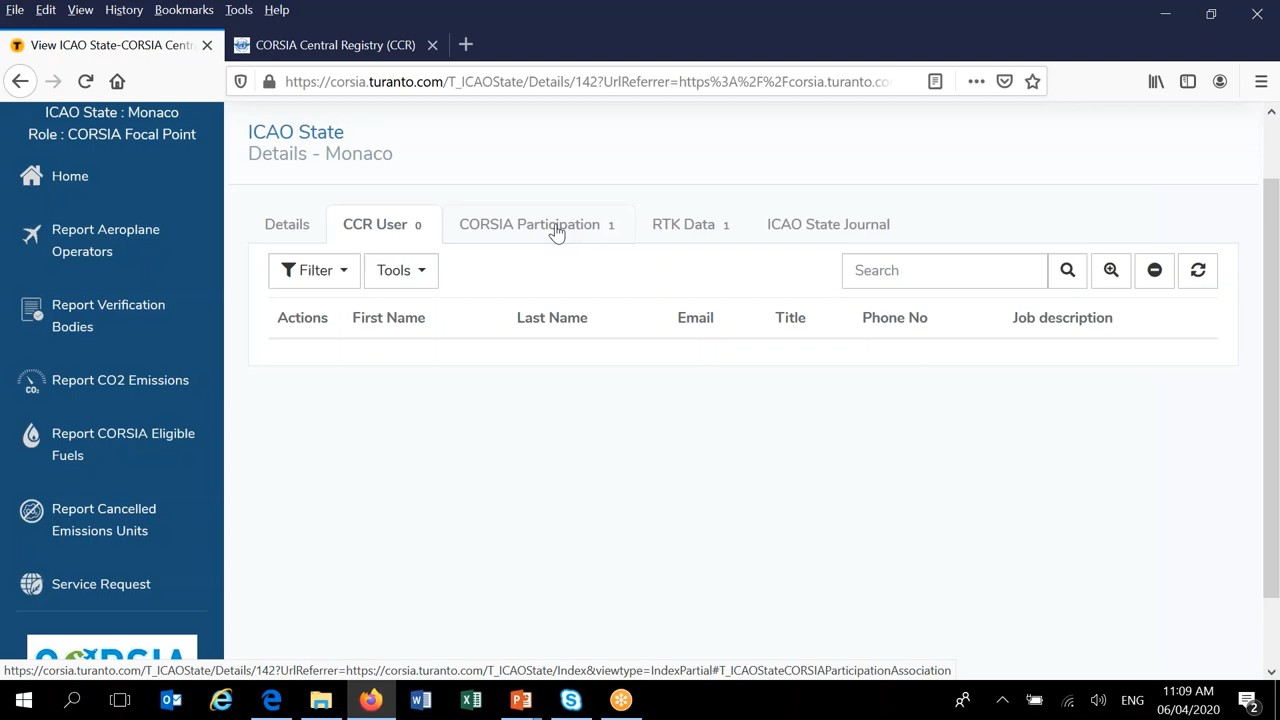 File Edit View History Bookmarks Tools Help
View ICAO State-CORSIA Centr
CORSIA Central Registry (CCR)
https://corsia.turanto.com/T_ICAOState/Details/142?UrlReferrer=https%3A%2F%2Fcorsia.turanto.co
ICAO State : Monaco
Role : CORSIA Focal Point
Home
Report Aeroplane
Operators
Report Verification
Bodies
CO2
Report CO2 Emissions
Report CORSIA Eligible
Fuels
Report Cancelled
Emissions Units
Service Request
ICAO State
Details - Monaco
Details CCR User 0 CORSIA Participation 1 RTK Data 1 ICAO State Journal
Filter Tools Search
Actions First Name Last Name Email Title Phone No Job description
https://corsia.turanto.com/T_ICAOState/Details/142?UrlReferrer=https://corsia.turanto.com/T_ICAOState/Index&viewtype=IndexPartial#T_ICAOStateCORSIAParticipationAssociation
ENG
11:09 AM
06/04/2020
2